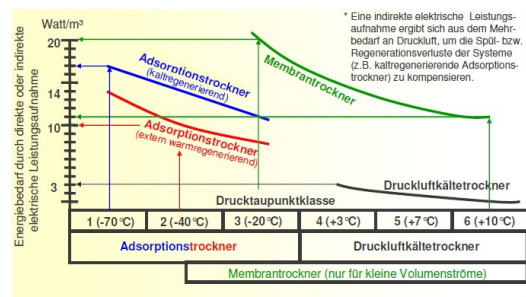 Watt/m³
* Eine indirekte elektrische Leistungs-
aufnahme ergibt sich aus dem Mehr-
bedarf an Druckluft, um die Spül- bzw.
Regenerationsverluste der Systeme
(z.B. kaltregenerierende Adsorptions-
trockner) zu kompensieren.
Energiebedarf durch direkte oder indirekte
elektrische Leistungsaufnahme
20
14
10
3
Adsorptionstrockner
(kaltregenerierend)
Membrantrockner
Adsorptionstrockner
(extern warmregenerierend)
Druckluftkältetrockner
Drucktaupunktklasse
1 (-70°C) 2 (-40°C) 3 (-20°C) 4 (+3°C) 5 (+7°C) 6 (+10°C)
Adsorptionstrockner Druckluftkältetrockner
Membrantrockner (nur für kleine Volumenströme)